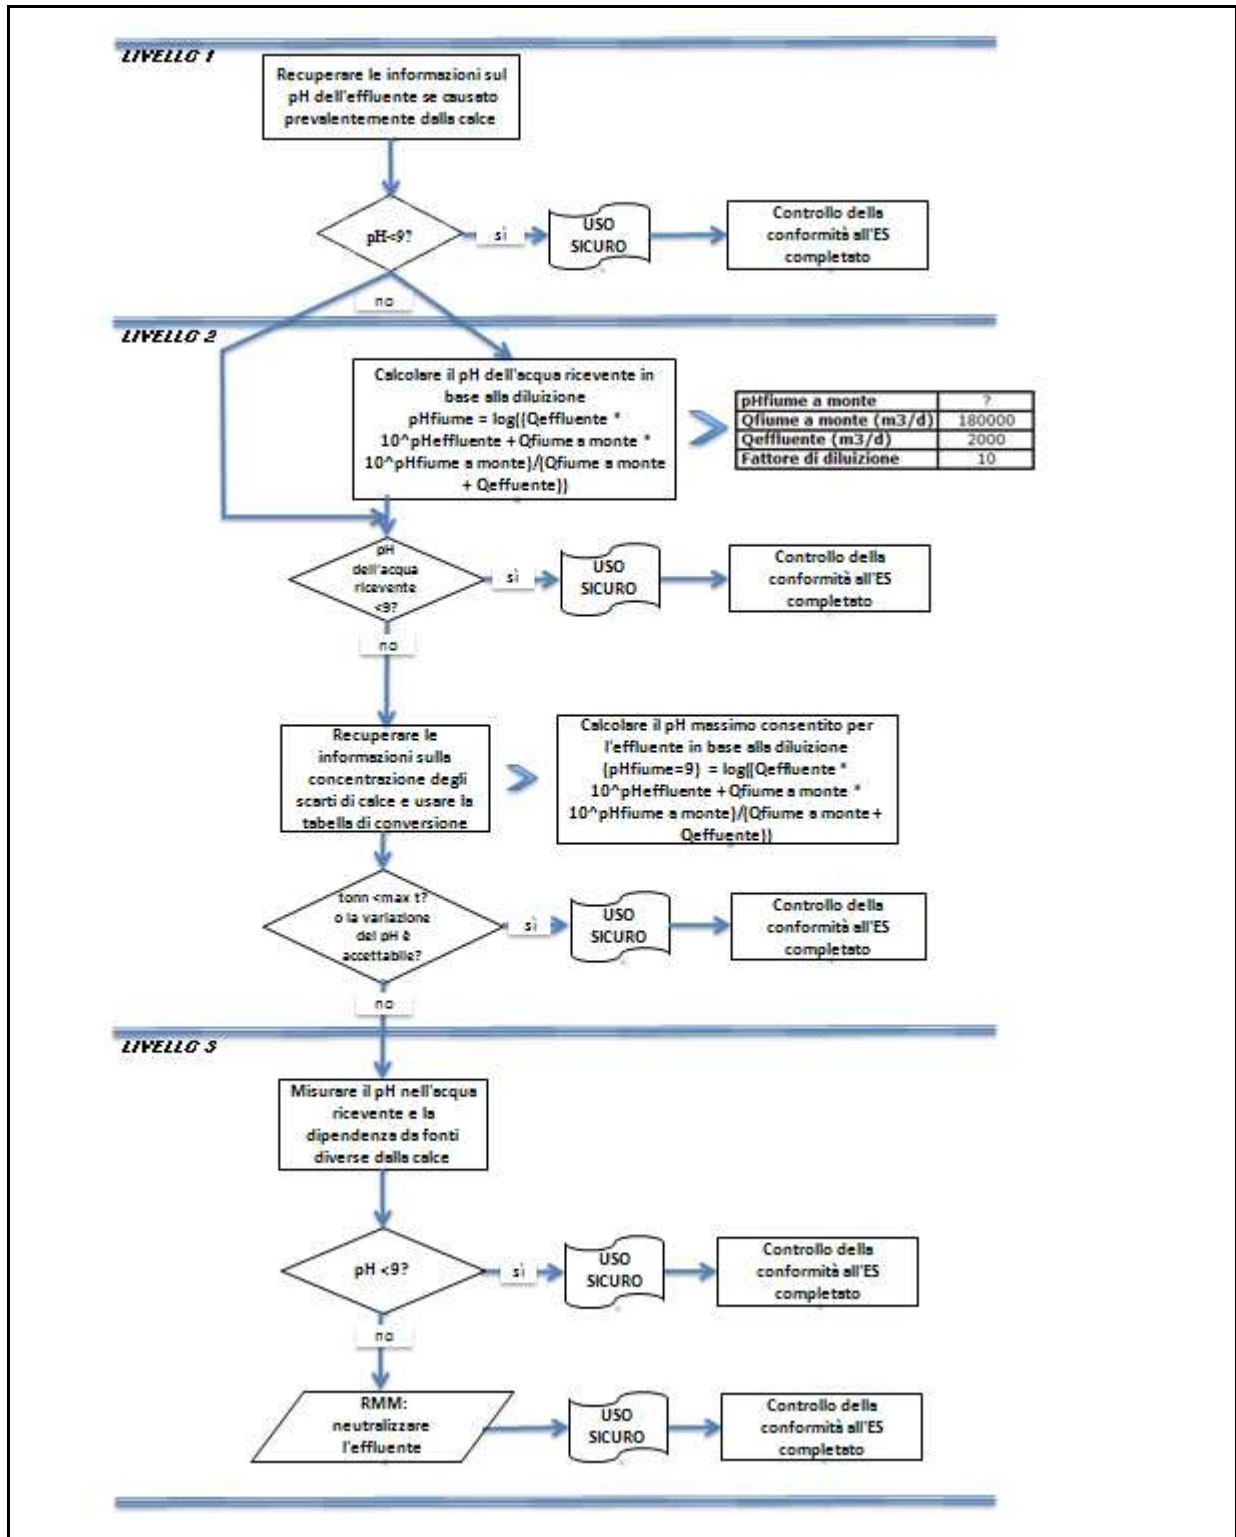 LIVELLO 1
Recuperare le informazioni sul
pH dell'effluente se causato
prevalentemente dalla calce
pH<9?
sì
USO
SICURO
Controllo della
conformità all'ES
completato
no
LIVELLO 2
Calcolare il pH dell'acqua ricevente in
base alla diluizione
pHfiume = log((Qeffluente *
10^pHeffluente + Qfiume a monte *
10^pHfiume a monte)/(Qfiume a monte
+ Qeffuente))
pHfiume a monte ?
Qfiume a monte (m3/d) 180000
Qeffluente (m3/d) 2000
Fattore di diluizione 10
pH
dell'acqua
ricevente
<9?
sì
USO
SICURO
Controllo della
conformità all'ES
completato
no
Recuperare le
informazioni sulla
concentrazione degli
scarti di calce e usare la
tabella di conversione
Calcolare il pH massimo consentito per
l'effluente in base alla diluizione
(pHfiume=9) = log((Qeffluente *
10^pHeffluente + Qfiume a monte *
10^pHfiume a monte)/(Qfiume a monte +
Qeffuente))
tonn <max t?
o la variazione
del pH è
accettabile?
sì
USO
SICURO
Controllo della
conformità all'ES
completato
no
LIVELLO 3
Misurare il pH nell'acqua
ricevente e la
dipendenza da fonti
diverse dalla calce
pH <9?
sì
USO
SICURO
Controllo della
conformità all'ES
completato
no
RMM:
neutralizzare
l'effluente
USO
SICURO
Controllo della
conformità all'ES
completato